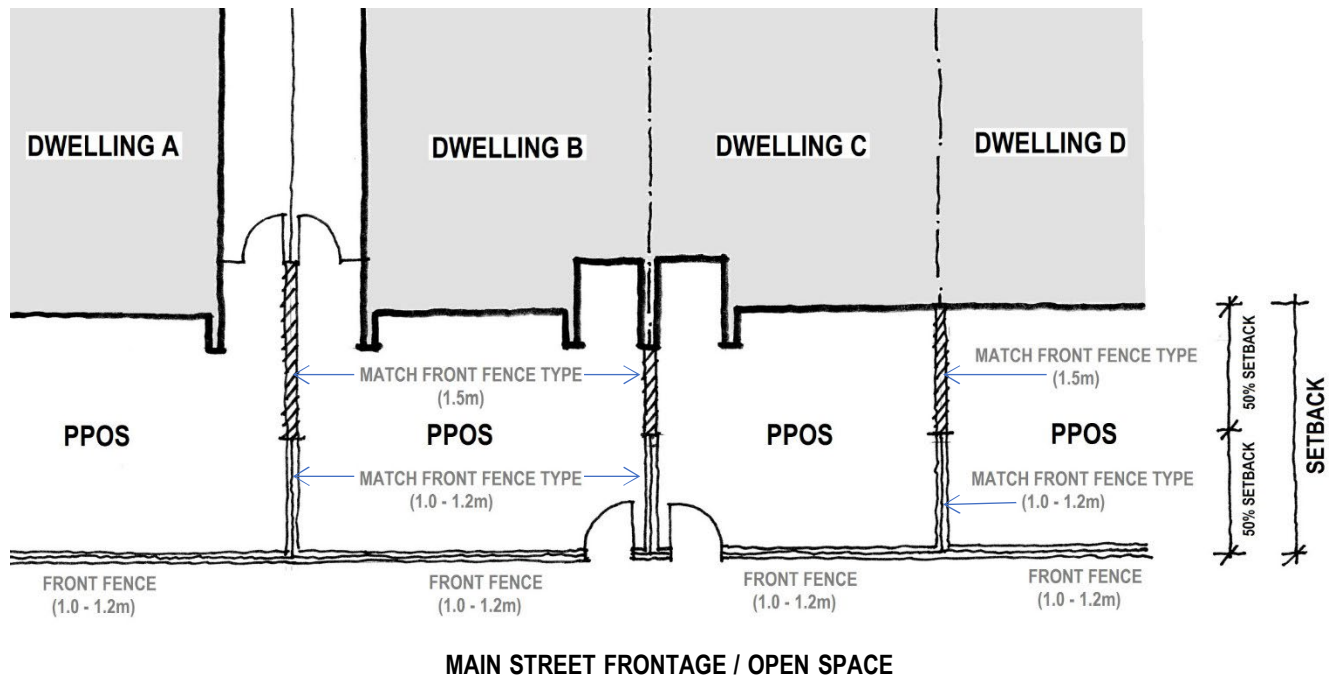 DWELLING A
DWELLING B
DWELLING C
DWELLING D
MATCH FRONT FENCE TYPE
(1.5m)
MATCH FRONT FENCE TYPE
(1.5m)
50% SETBACK
SETBACK
PPOS
PPOS
PPOS
PPOS
MATCH FRONT FENCE TYPE
(1.0 - 1.2m)
MATCH FRONT FENCE TYPE
(1.0 - 1.2m)
50% SETBACK
FRONT FENCE
(1.0 - 1.2m)
FRONT FENCE
(1.0 - 1.2m)
FRONT FENCE
(1.0 - 1.2m)
FRONT FENCE
(1.0 - 1.2m)
MAIN STREET FRONTAGE / OPEN SPACE